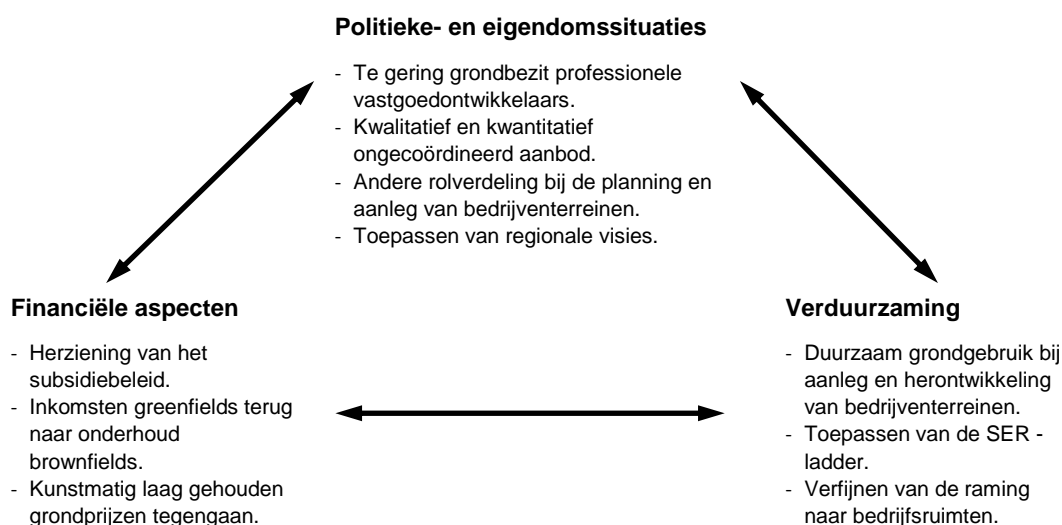 Politieke- en eigendomssituaties
- Te gering grondbezit professionele
vastgoedontwikkelaars.
- Kwalitatief en kwantitatief
ongecoördineerd aanbod.
- Andere rolverdeling bij de planning en
aanleg van bedrijventerreinen.
- Toepassen van regionale visies.
Financiële aspecten
- Herziening van het
subsidiebeleid.
- Inkomsten greenfields terug
naar onderhoud
brownfields.
- Kunstmatig laag gehouden
grondprijzen tegengaan.
Verduurzaming
- Duurzaam grondgebruik bij
aanleg en herontwikkeling
van bedrijventerreinen.
- Toepassen van de SER -
ladder.
- Verfijnen van de raming
naar bedrijfsruimten.